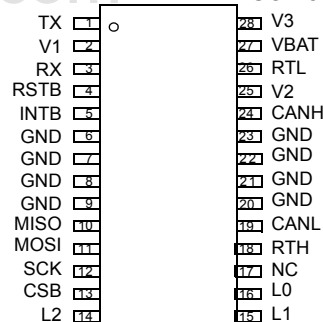 TX 1 28 V3
V1 2 27 VBAT
RX 3 26 RTL
RSTB 4 25 V2
INTB 5 24 CANH
GND 6 23 GND
GND 7 22 GND
GND 8 21 GND
GND 9 20 GND
MISO 10 19 CANL
MOSI 11 18 RTH
SCK 12 17 NC
CSB 13 16 L0
L2 14 15 L1